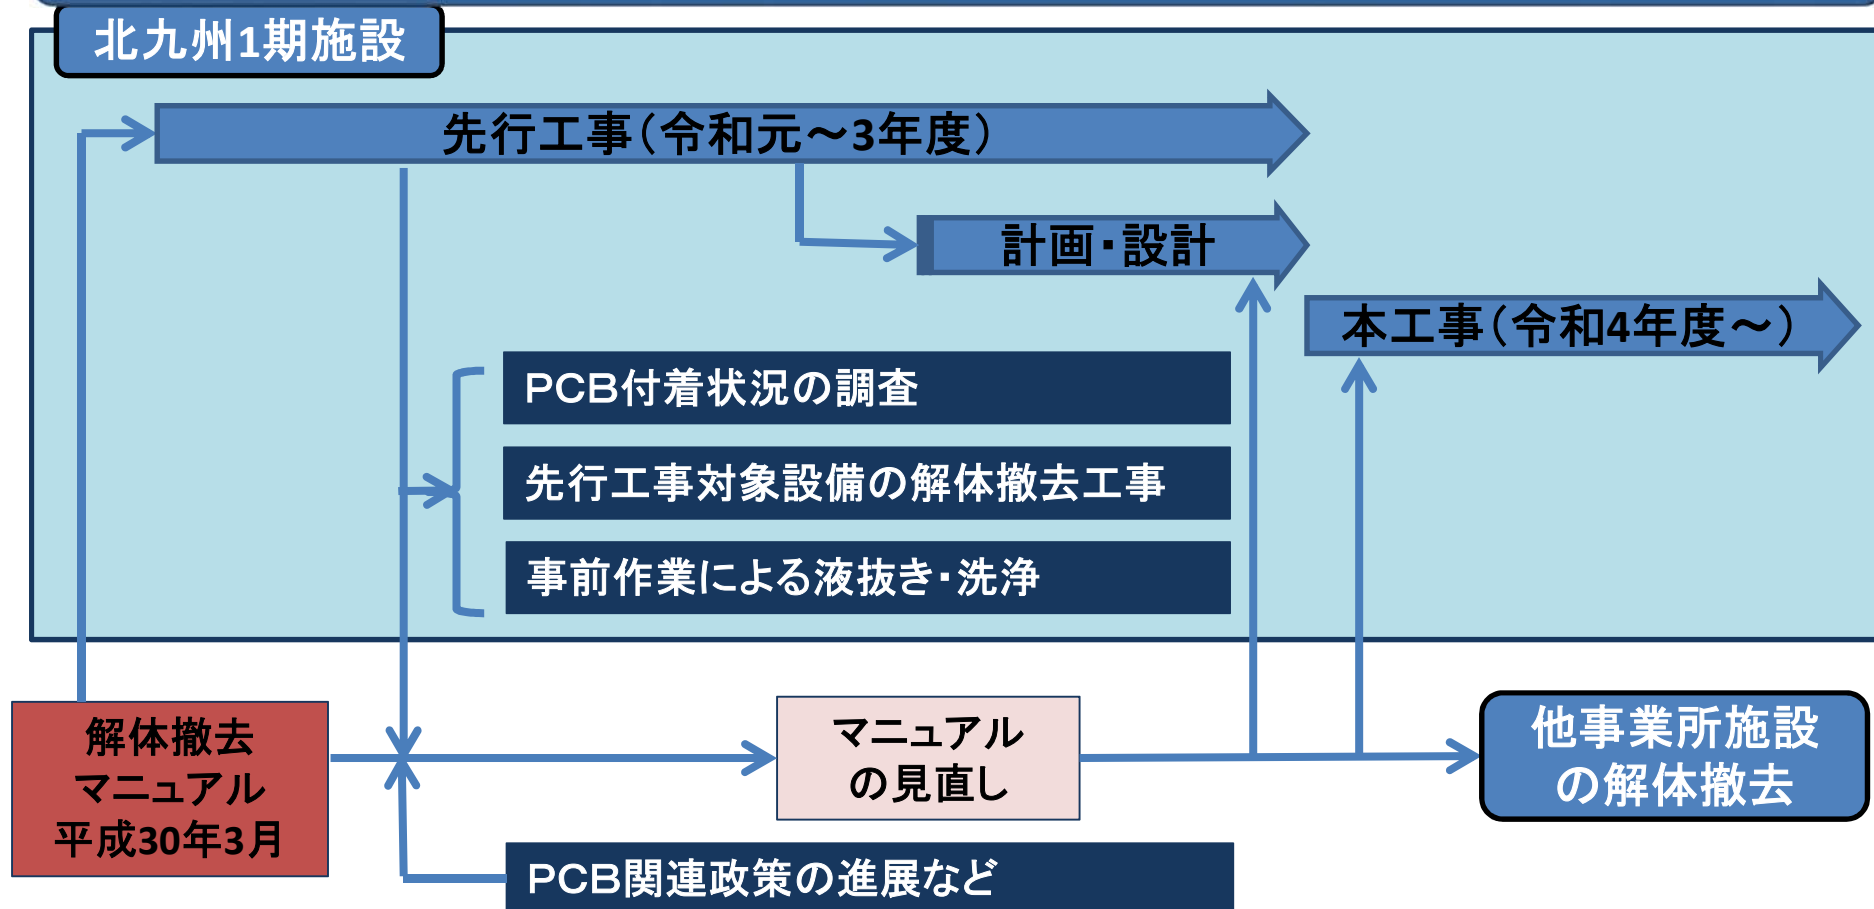 北九州1期施設
先行工事（令和元～3年度）
計画・設計
本工事（令和4年度～）
ＰＣＢ付着状況の調査
先行工事対象設備の解体撤去工事
事前作業による液抜き・洗浄
解体撤去
マニュアル
平成30年3月
マニュアル
の見直し
他事業所施設
の解体撤去
ＰＣＢ関連政策の進展など